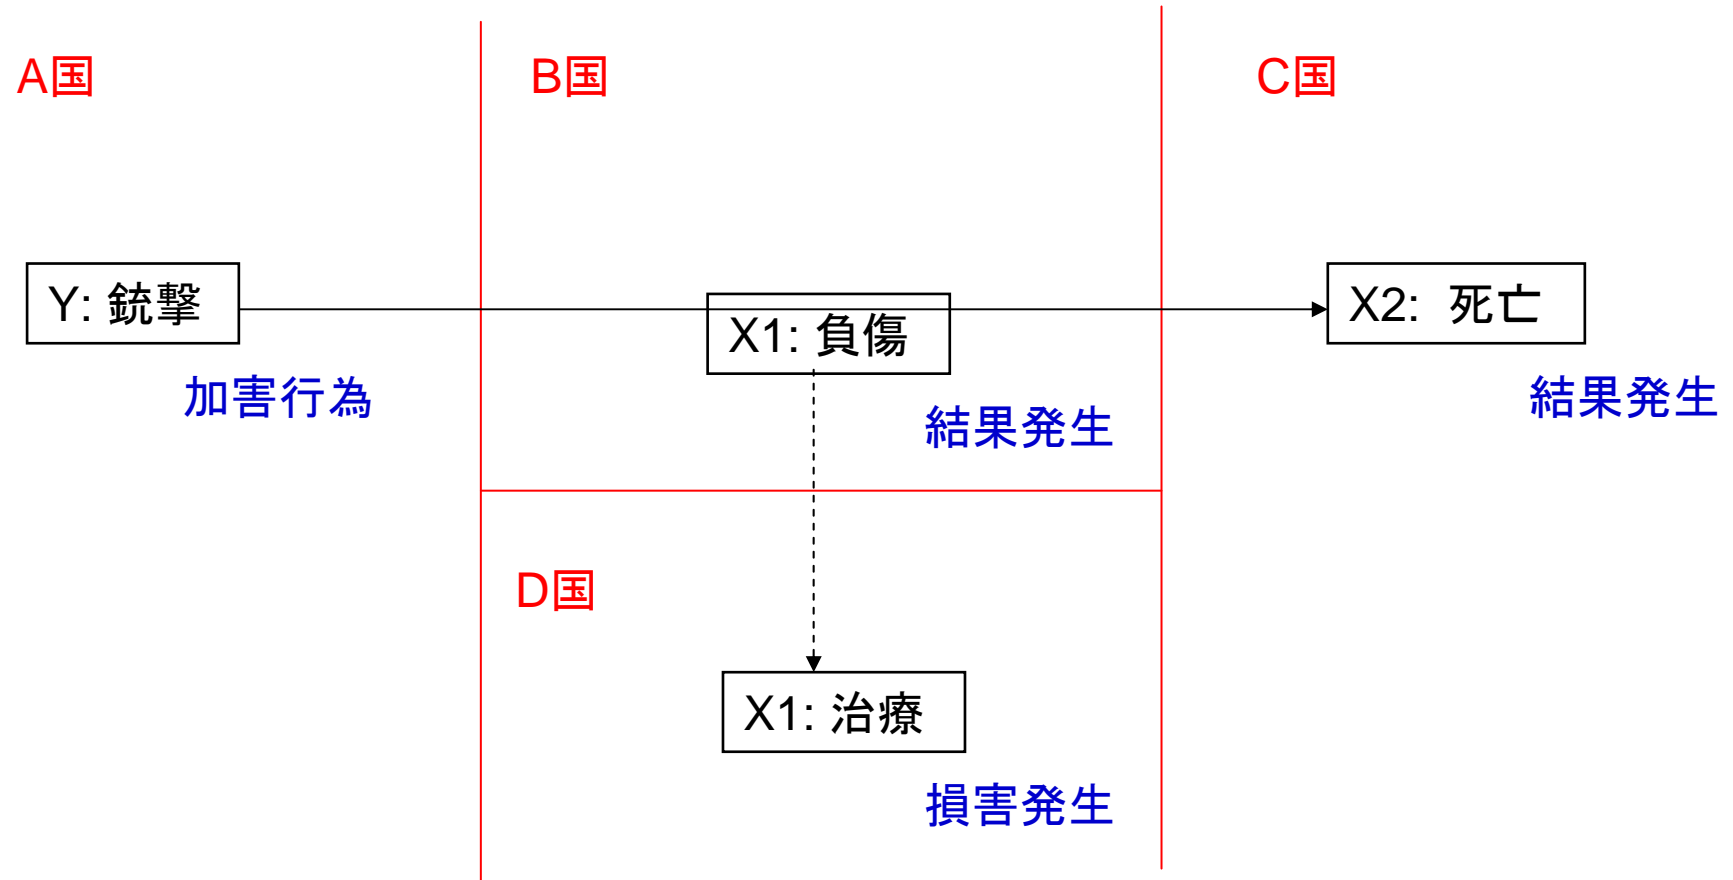 A国
B国
C国
Y: 銃撃
X1: 負傷
X2: 死亡
加害行為
結果発生
結果発生
D国
X1: 治療
損害発生